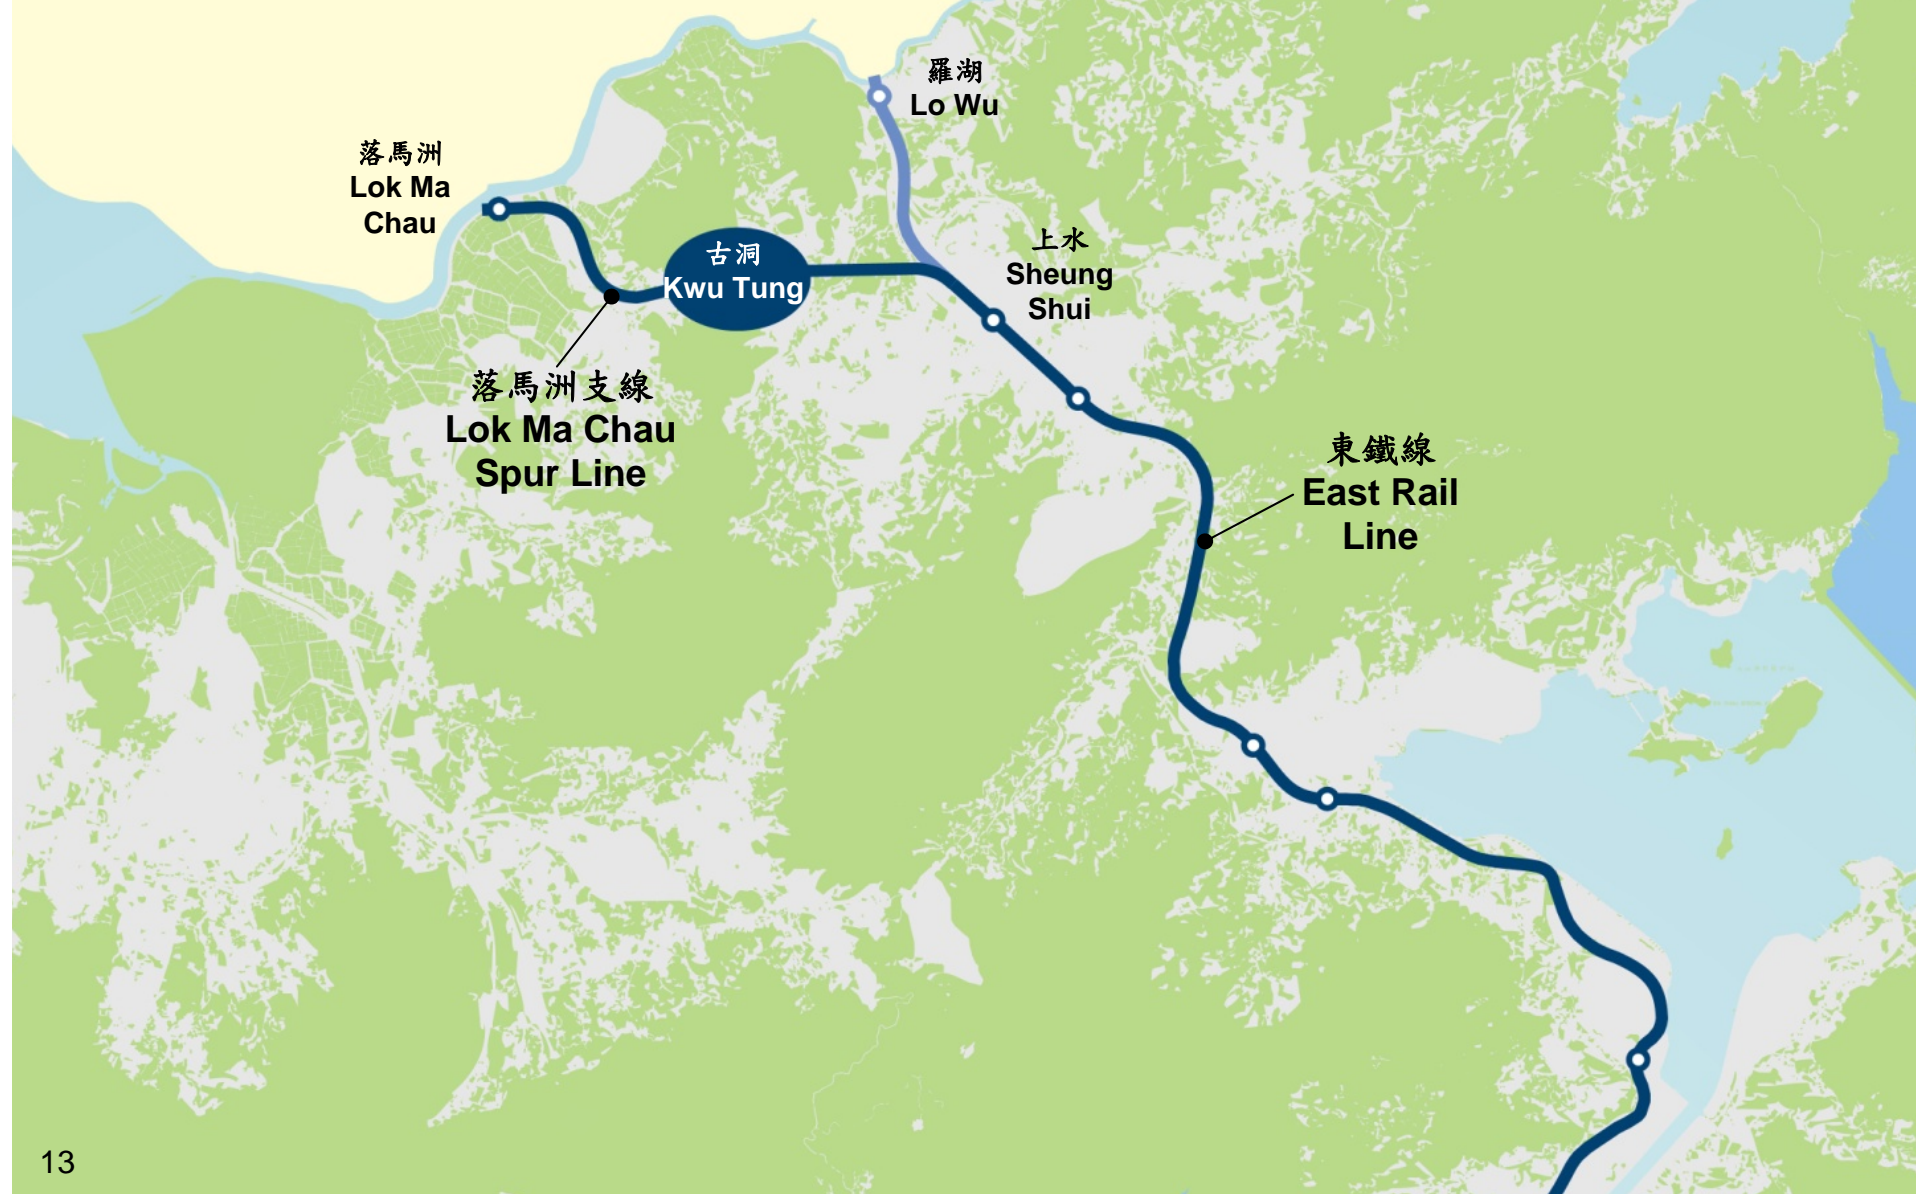 羅湖
Lo Wu
落馬洲
Lok Ma
Chau
古洞
Kwu Tung
上水
Sheung
Shui
落馬洲支線
Lok Ma Chau
Spur Line
東鐵線
East Rail
Line
13